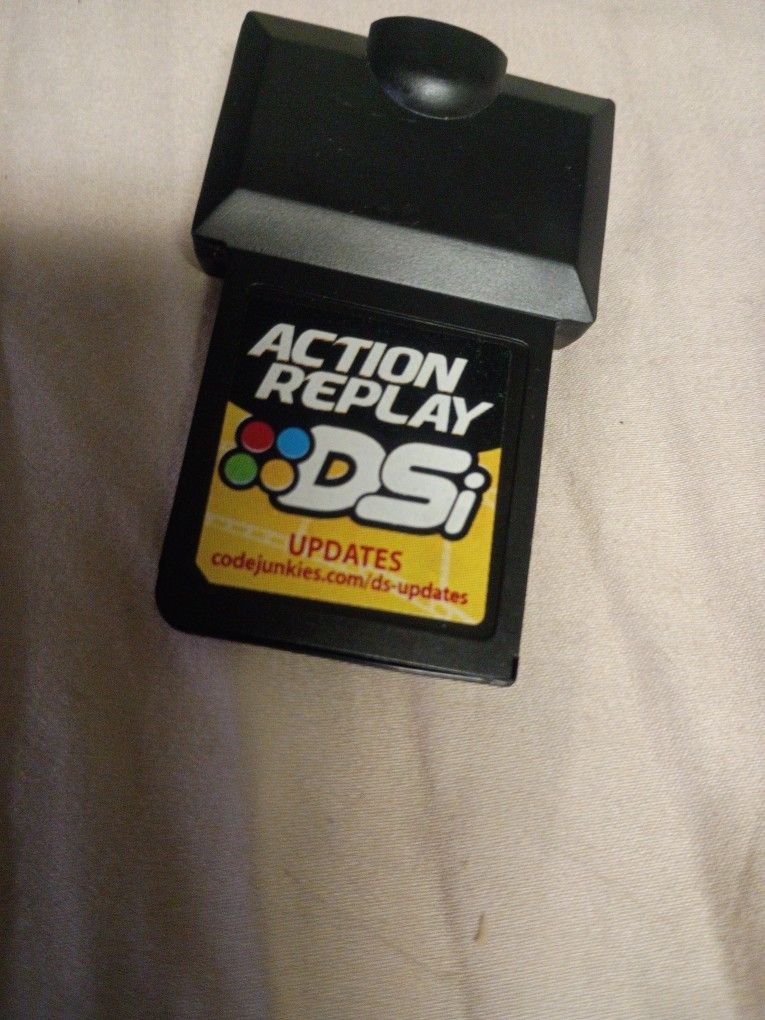 ACTION
REPLAY
DSi
UPDATES
codejunkies.com/ds-updates